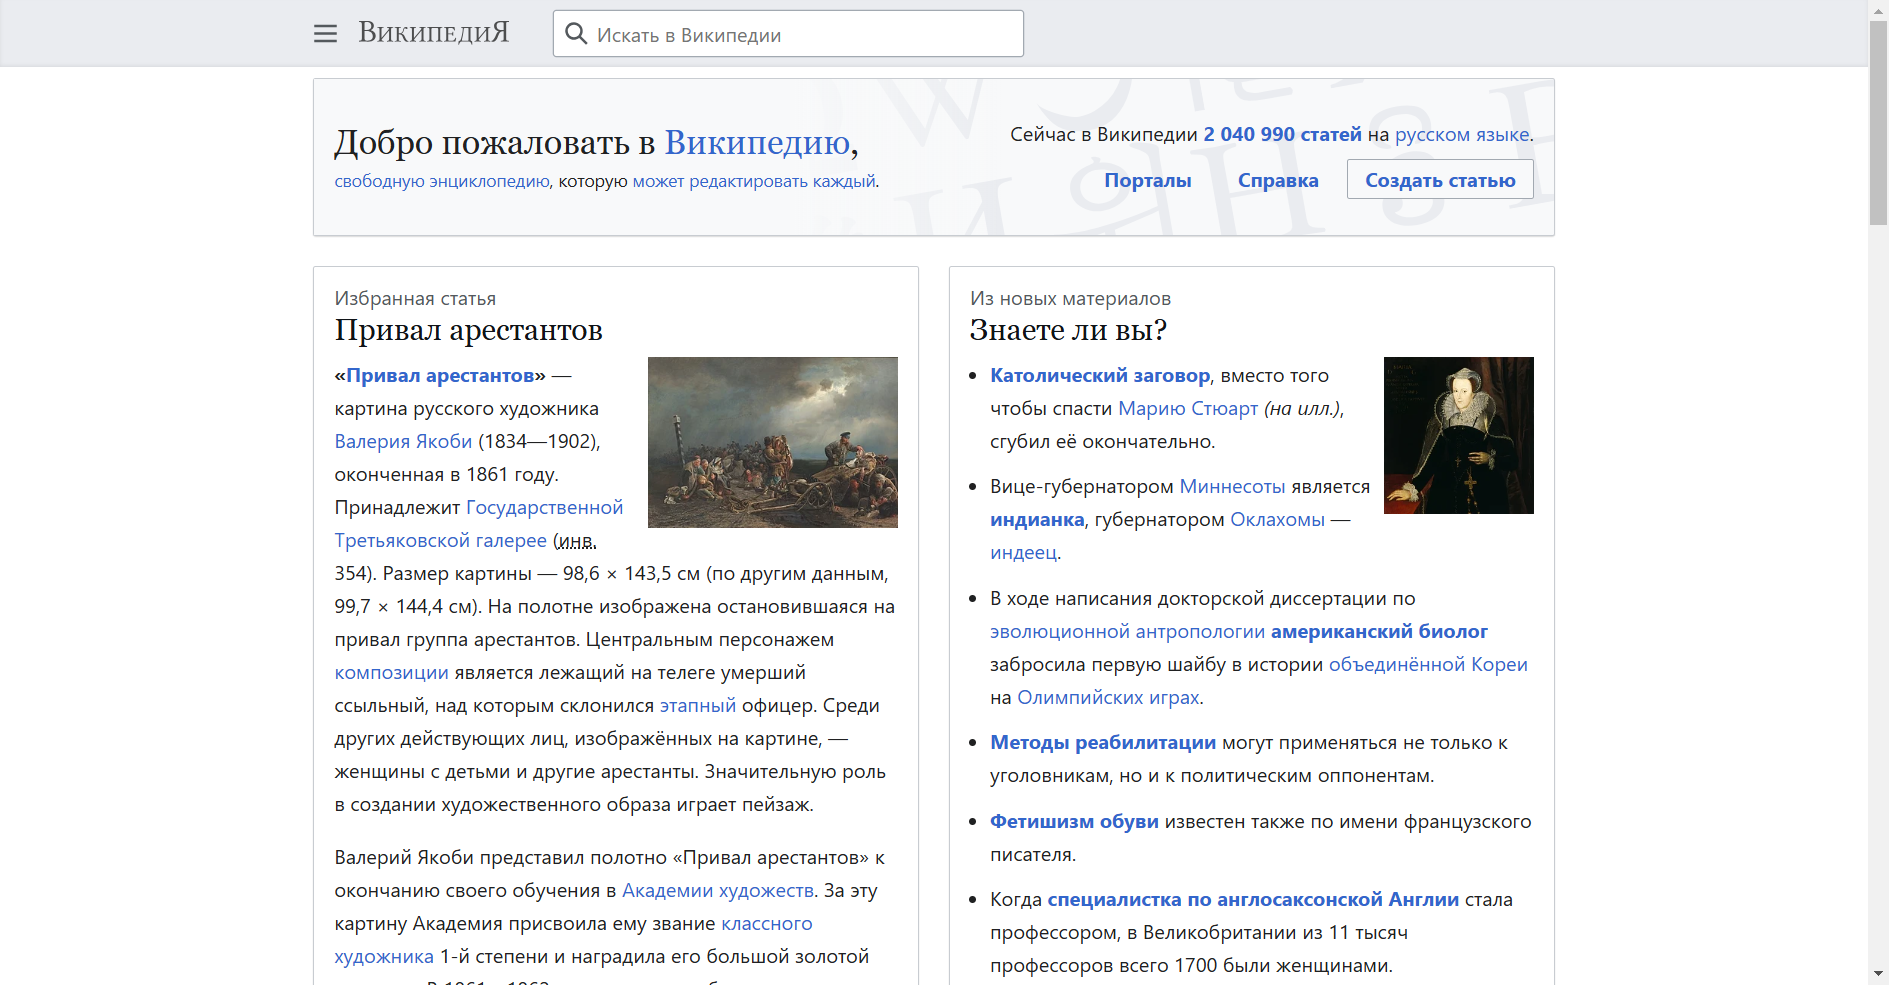 ВикипедиЯ
Искать в Википедии
Добро пожаловать в Википедию,
свободную энциклопедию, которую может редактировать каждый.
Сейчас в Википедии 2 040 990 статей на русском языке.
Порталы Справка Создать статью
Избранная статья
Привал арестантов
«Привал арестантов» —
картина русского художника
Валерия Якоби (1834—1902),
оконченная в 1861 году.
Принадлежит Государственной
Третьяковской галерее (инв.
354). Размер картины — 98,6 × 143,5 см (по другим данным,
99,7 × 144,4 см). На полотне изображена остановившаяся на
привал группа арестантов. Центральным персонажем
композиции является лежащий на телеге умерший
ссыльный, над которым склонился этапный офицер. Среди
других действующих лиц, изображённых на картине, —
женщины с детьми и другие арестанты. Значительную роль
в создании художественного образа играет пейзаж.
Валерий Якоби представил полотно «Привал арестантов» к
окончанию своего обучения в Академии художеств. За эту
картину Академия присвоила ему звание классного
художника 1-й степени и наградила его большой золотой
Из новых материалов
Знаете ли вы?
Католический заговор, вместо того
чтобы спасти Марию Стюарт (на илл.),
сгубил её окончательно.
Вице-губернатором Миннесоты является
индианка, губернатором Оклахомы —
индеец.
В ходе написания докторской диссертации по
эволюционной антропологии американский биолог
забросила первую шайбу в истории объединённой Кореи
на Олимпийских играх.
Методы реабилитации могут применяться не только к
уголовникам, но и к политическим оппонентам.
Фетишизм обуви известен также по имени французского
писателя.
Когда специалистка по англосаксонской Англии стала
профессором, в Великобритании из 11 тысяч
профессоров всего 1700 были женщинами.